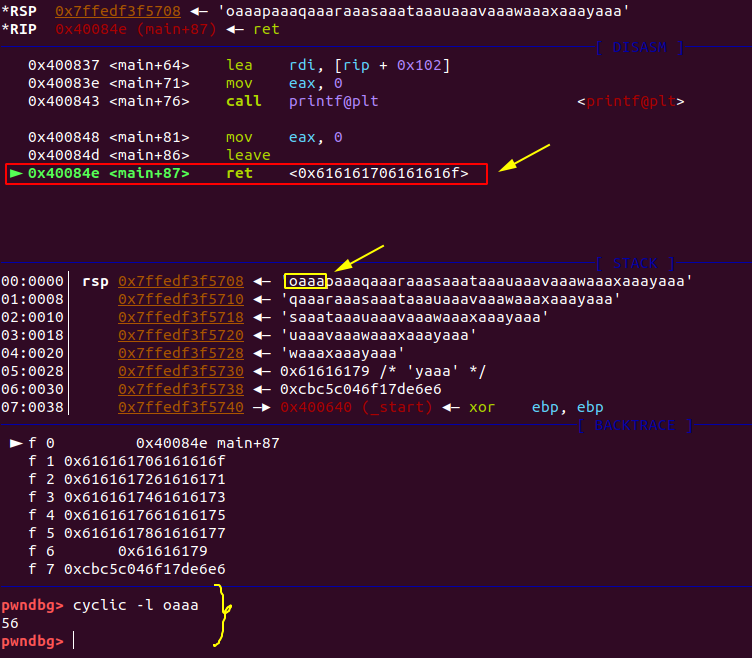 *RSP 0x7ffedf3f5708 ◂— 'oaaapaaaqaaaraaasaaataaauaaavaaawaaaxaaayaaa'
*RIP 0x40084e (main+87) ◂— ret
[ DISASM ]
0x400837 <main+64> lea rdi, [rip + 0x102]
0x40083e <main+71> mov eax, 0
0x400843 <main+76> call printf@plt <printf@plt>
0x400848 <main+81> mov eax, 0
0x40084d <main+86> leave
► 0x40084e <main+87> ret <0x616161706161616f>
[ STACK ]
00:0000│ rsp 0x7ffedf3f5708 ◂— 'oaaapaaaqaaaraaasaaataaauaaavaaawaaaxaaayaaa'
01:0008│ 0x7ffedf3f5710 ◂— 'qaaaraaasaaataaauaaavaaawaaaxaaayaaa'
02:0010│ 0x7ffedf3f5718 ◂— 'saaataaauaaavaaawaaaxaaayaaa'
03:0018│ 0x7ffedf3f5720 ◂— 'uaaavaaawaaaxaaayaaa'
04:0020│ 0x7ffedf3f5728 ◂— 'waaaxaaayaaa'
05:0028│ 0x7ffedf3f5730 ◂— 0x61616179 /* 'yaaa' */
06:0030│ 0x7ffedf3f5738 ◂— 0xcbc5c046f17de6e6
07:0038│ 0x7ffedf3f5740 —▸ 0x400640 (_start) ◂— xor ebp, ebp
[ BACKTRACE ]
► f 0 0x40084e main+87
f 1 0x616161706161616f
f 2 0x6161617261616171
f 3 0x6161617461616173
f 4 0x6161617661616175
f 5 0x6161617861616177
f 6 0x61616179
f 7 0xcbc5c046f17de6e6
pwndbg> cyclic -l oaaa
56
pwndbg>